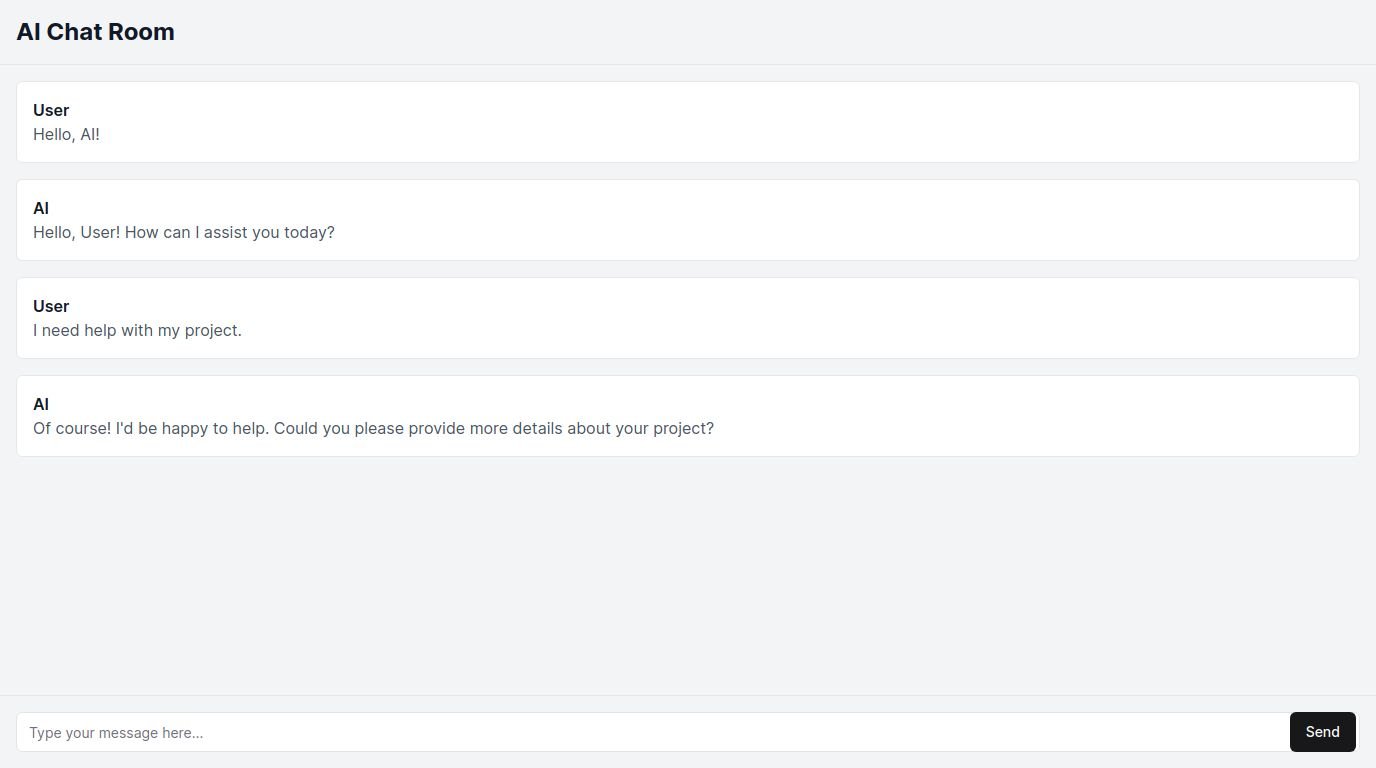 AI Chat Room
User
Hello, AI!
AI
Hello, User! How can I assist you today?
User
I need help with my project.
AI
Of course! I'd be happy to help. Could you please provide more details about your project?
Type your message here...
Send